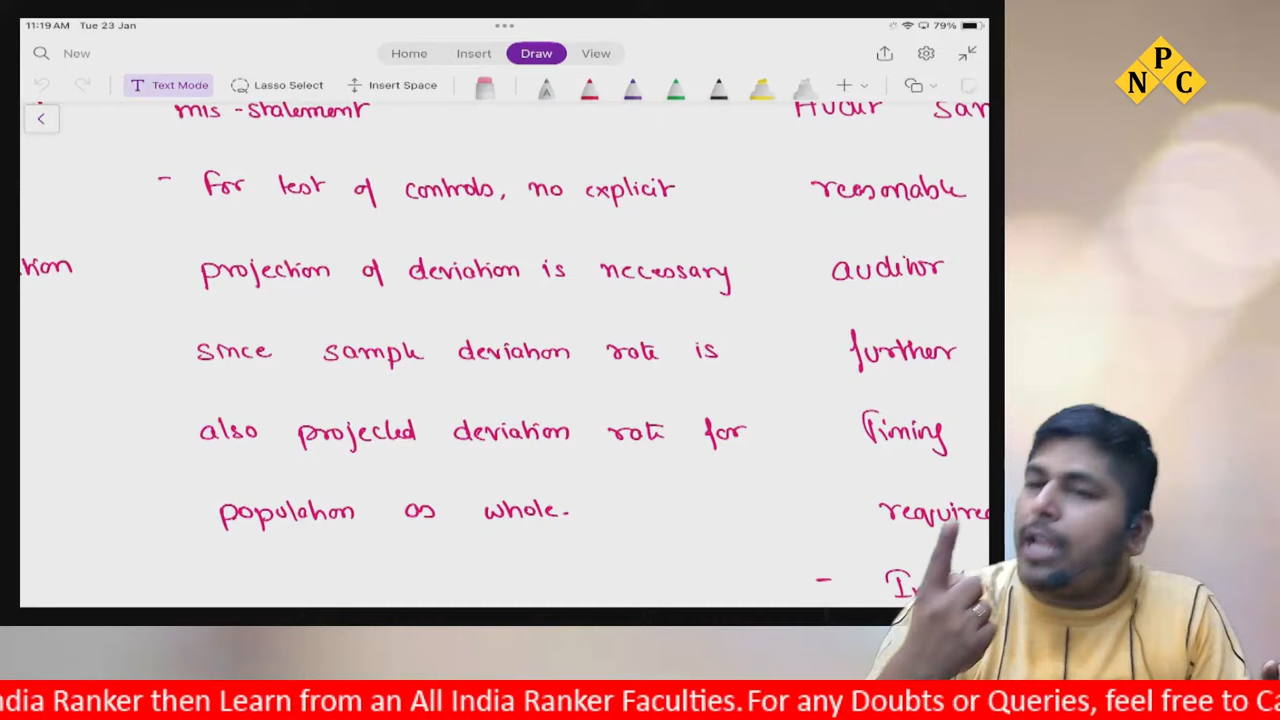 11:19 AM Tue 23 Jan
79%
New
Home Insert Draw View
Text Mode
Lasso Select
Insert Space
N P C
mis-statement
- For test of controls, no explicit
projection of deviation is necessary
since sample deviation rate is
also projected deviation rate for
population as whole.
reasonable
auditor
further
Timing
required
-
ndia Ranker then Learn from an All India Ranker Faculties. For any Doubts or Queries, feel free to Ca